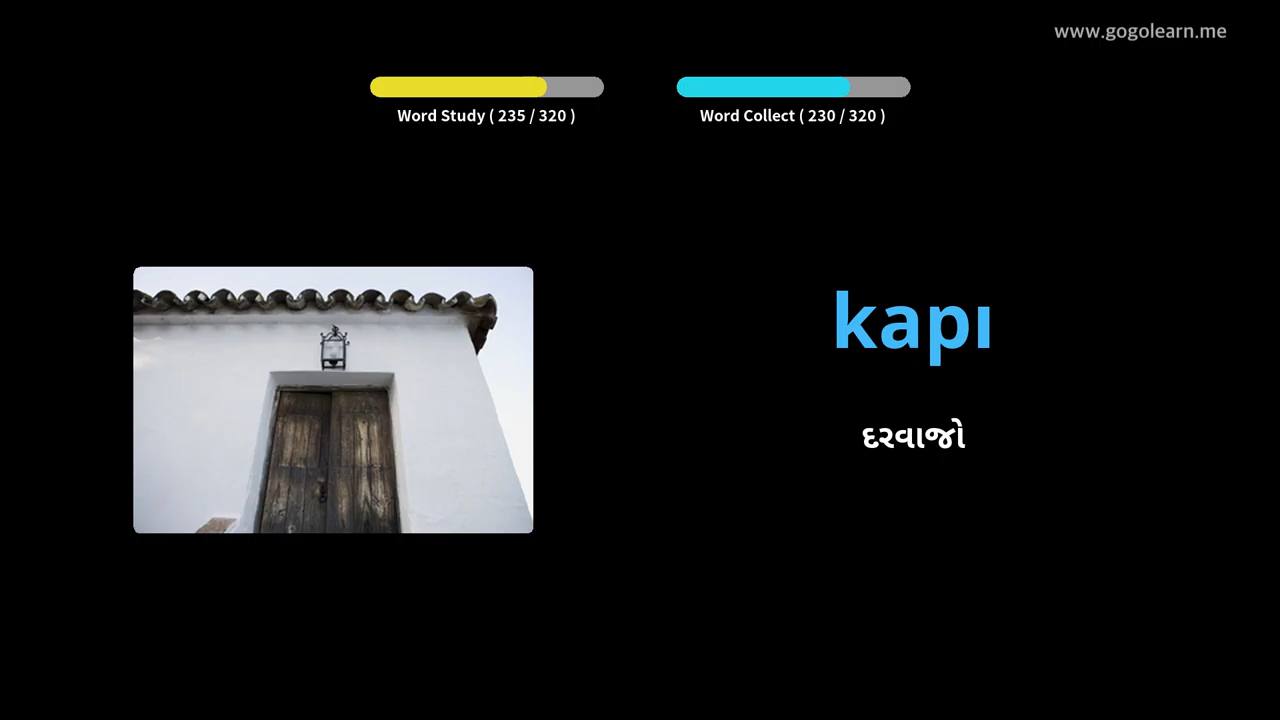 www.gogolearn.me
Word Study ( 235 / 320 )
Word Collect ( 230 / 320 )
kapı
દરવાજો